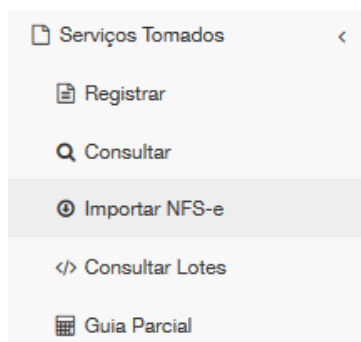 Serviços Tomados
Registrar
Consultar
Importar NFS-e
Consultar Lotes
Guia Parcial